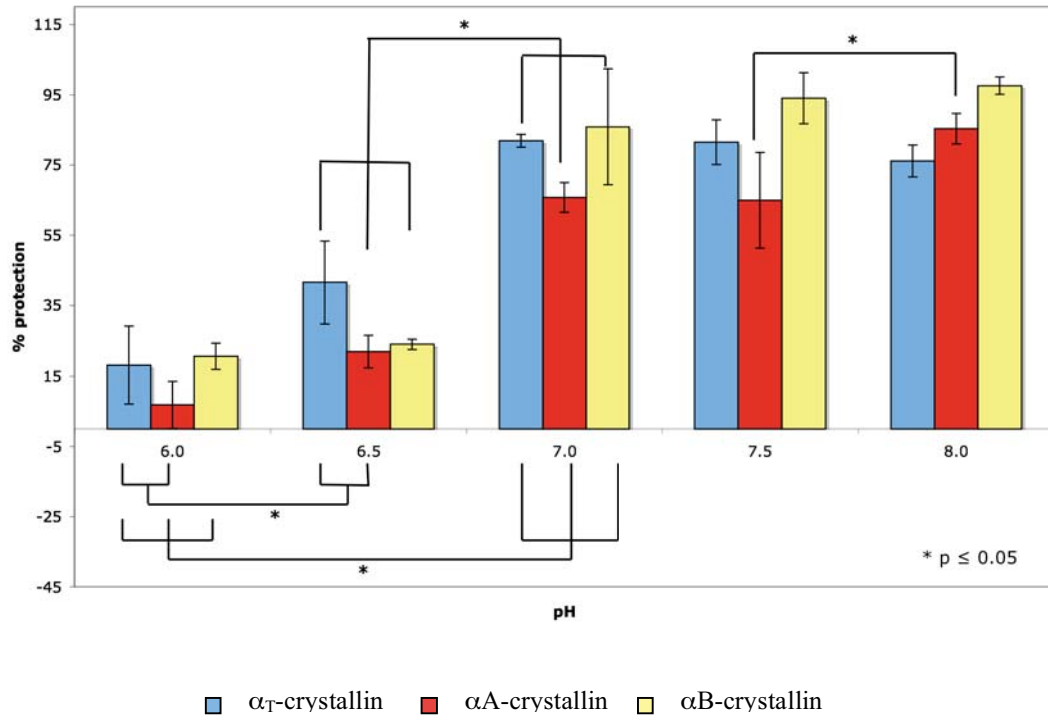 115
*
*
95
75
55
35
15
-5
-25
-45
% protection
6.0 6.5 7.0 7.5 8.0
*
*
* p ≤ 0.05
pH
αT-crystallin αA-crystallin αB-crystallin